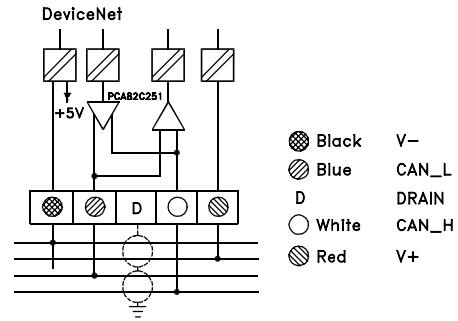 DeviceNet
PCA82C251
+5V
Black V-
Blue CAN_L
D DRAIN
White CAN_H
Red V+
D